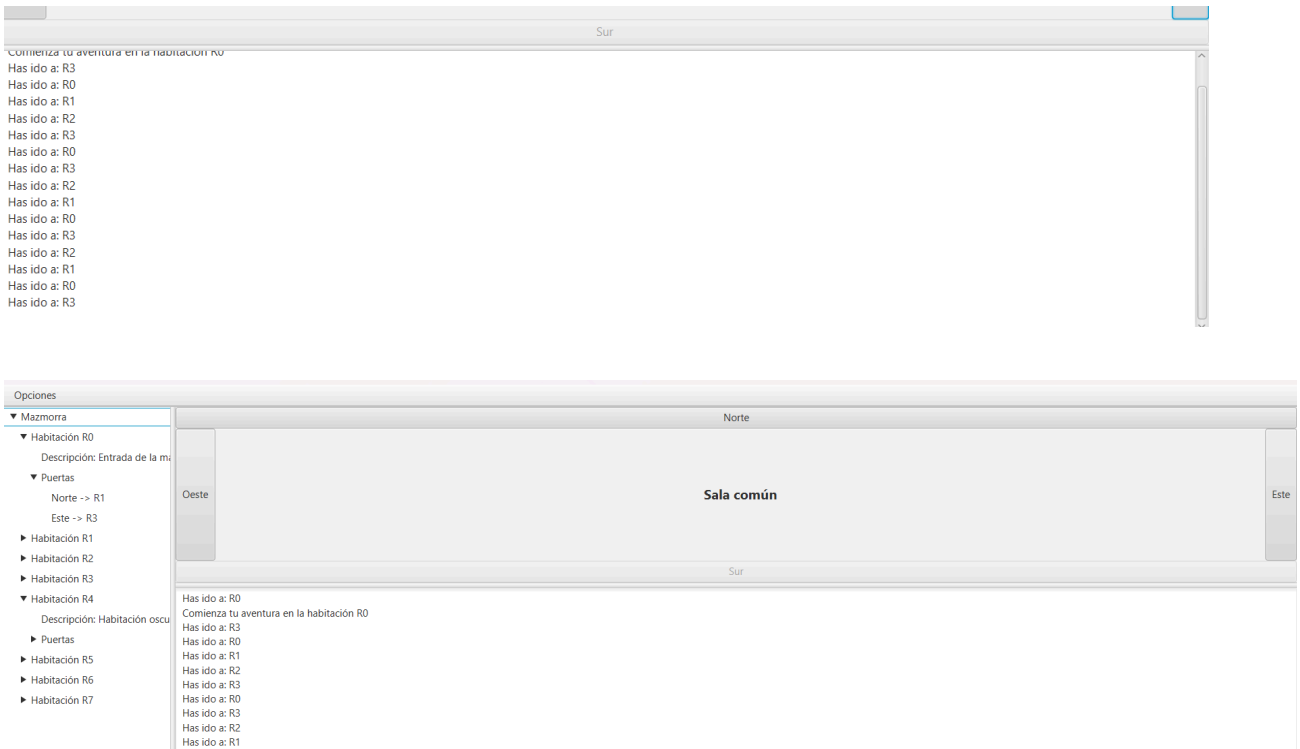 Sur
Comienza tu aventura en la habitación R0
Has ido a: R3
Has ido a: R0
Has ido a: R1
Has ido a: R2
Has ido a: R3
Has ido a: R0
Has ido a: R3
Has ido a: R2
Has ido a: R1
Has ido a: R0
Has ido a: R3
Has ido a: R2
Has ido a: R1
Has ido a: R0
Has ido a: R3
Opciones
Mazmorra
Habitación R0
Descripción: Entrada de la ma
Puertas
Norte -> R1
Este -> R3
Habitación R1
Habitación R2
Habitación R3
Habitación R4
Descripción: Habitación oscu
Puertas
Habitación R5
Habitación R6
Habitación R7
Norte
Oeste
Sala común
Este
Sur
Has ido a: R0
Comienza tu aventura en la habitación R0
Has ido a: R3
Has ido a: R0
Has ido a: R1
Has ido a: R2
Has ido a: R3
Has ido a: R0
Has ido a: R3
Has ido a: R2
Has ido a: R1